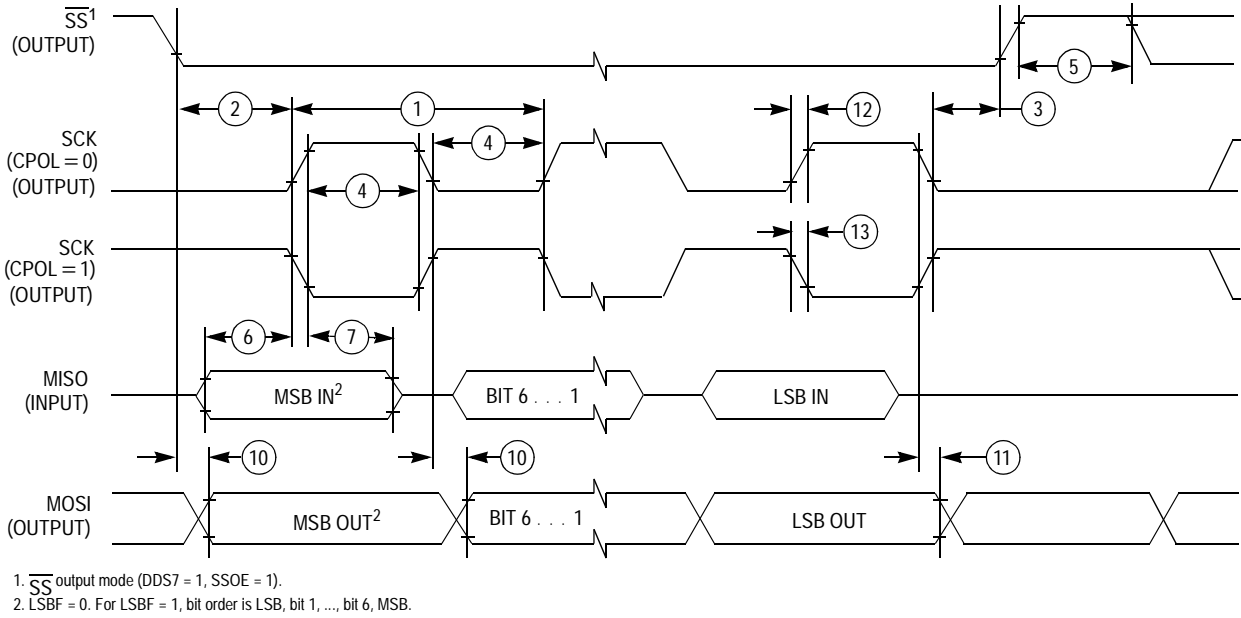 SS¹
(OUTPUT)
5
2
1
12
3
SCK
(CPOL = 0)
(OUTPUT)
4
4
SCK
(CPOL = 1)
(OUTPUT)
13
6
7
MISO
(INPUT)
MSB IN²
BIT 6 . . . 1
LSB IN
10
10
11
MOSI
(OUTPUT)
MSB OUT²
BIT 6 . . . 1
LSB OUT
1. SS output mode (DDS7 = 1, SSOE = 1).
2. LSBF = 0. For LSBF = 1, bit order is LSB, bit 1, ..., bit 6, MSB.